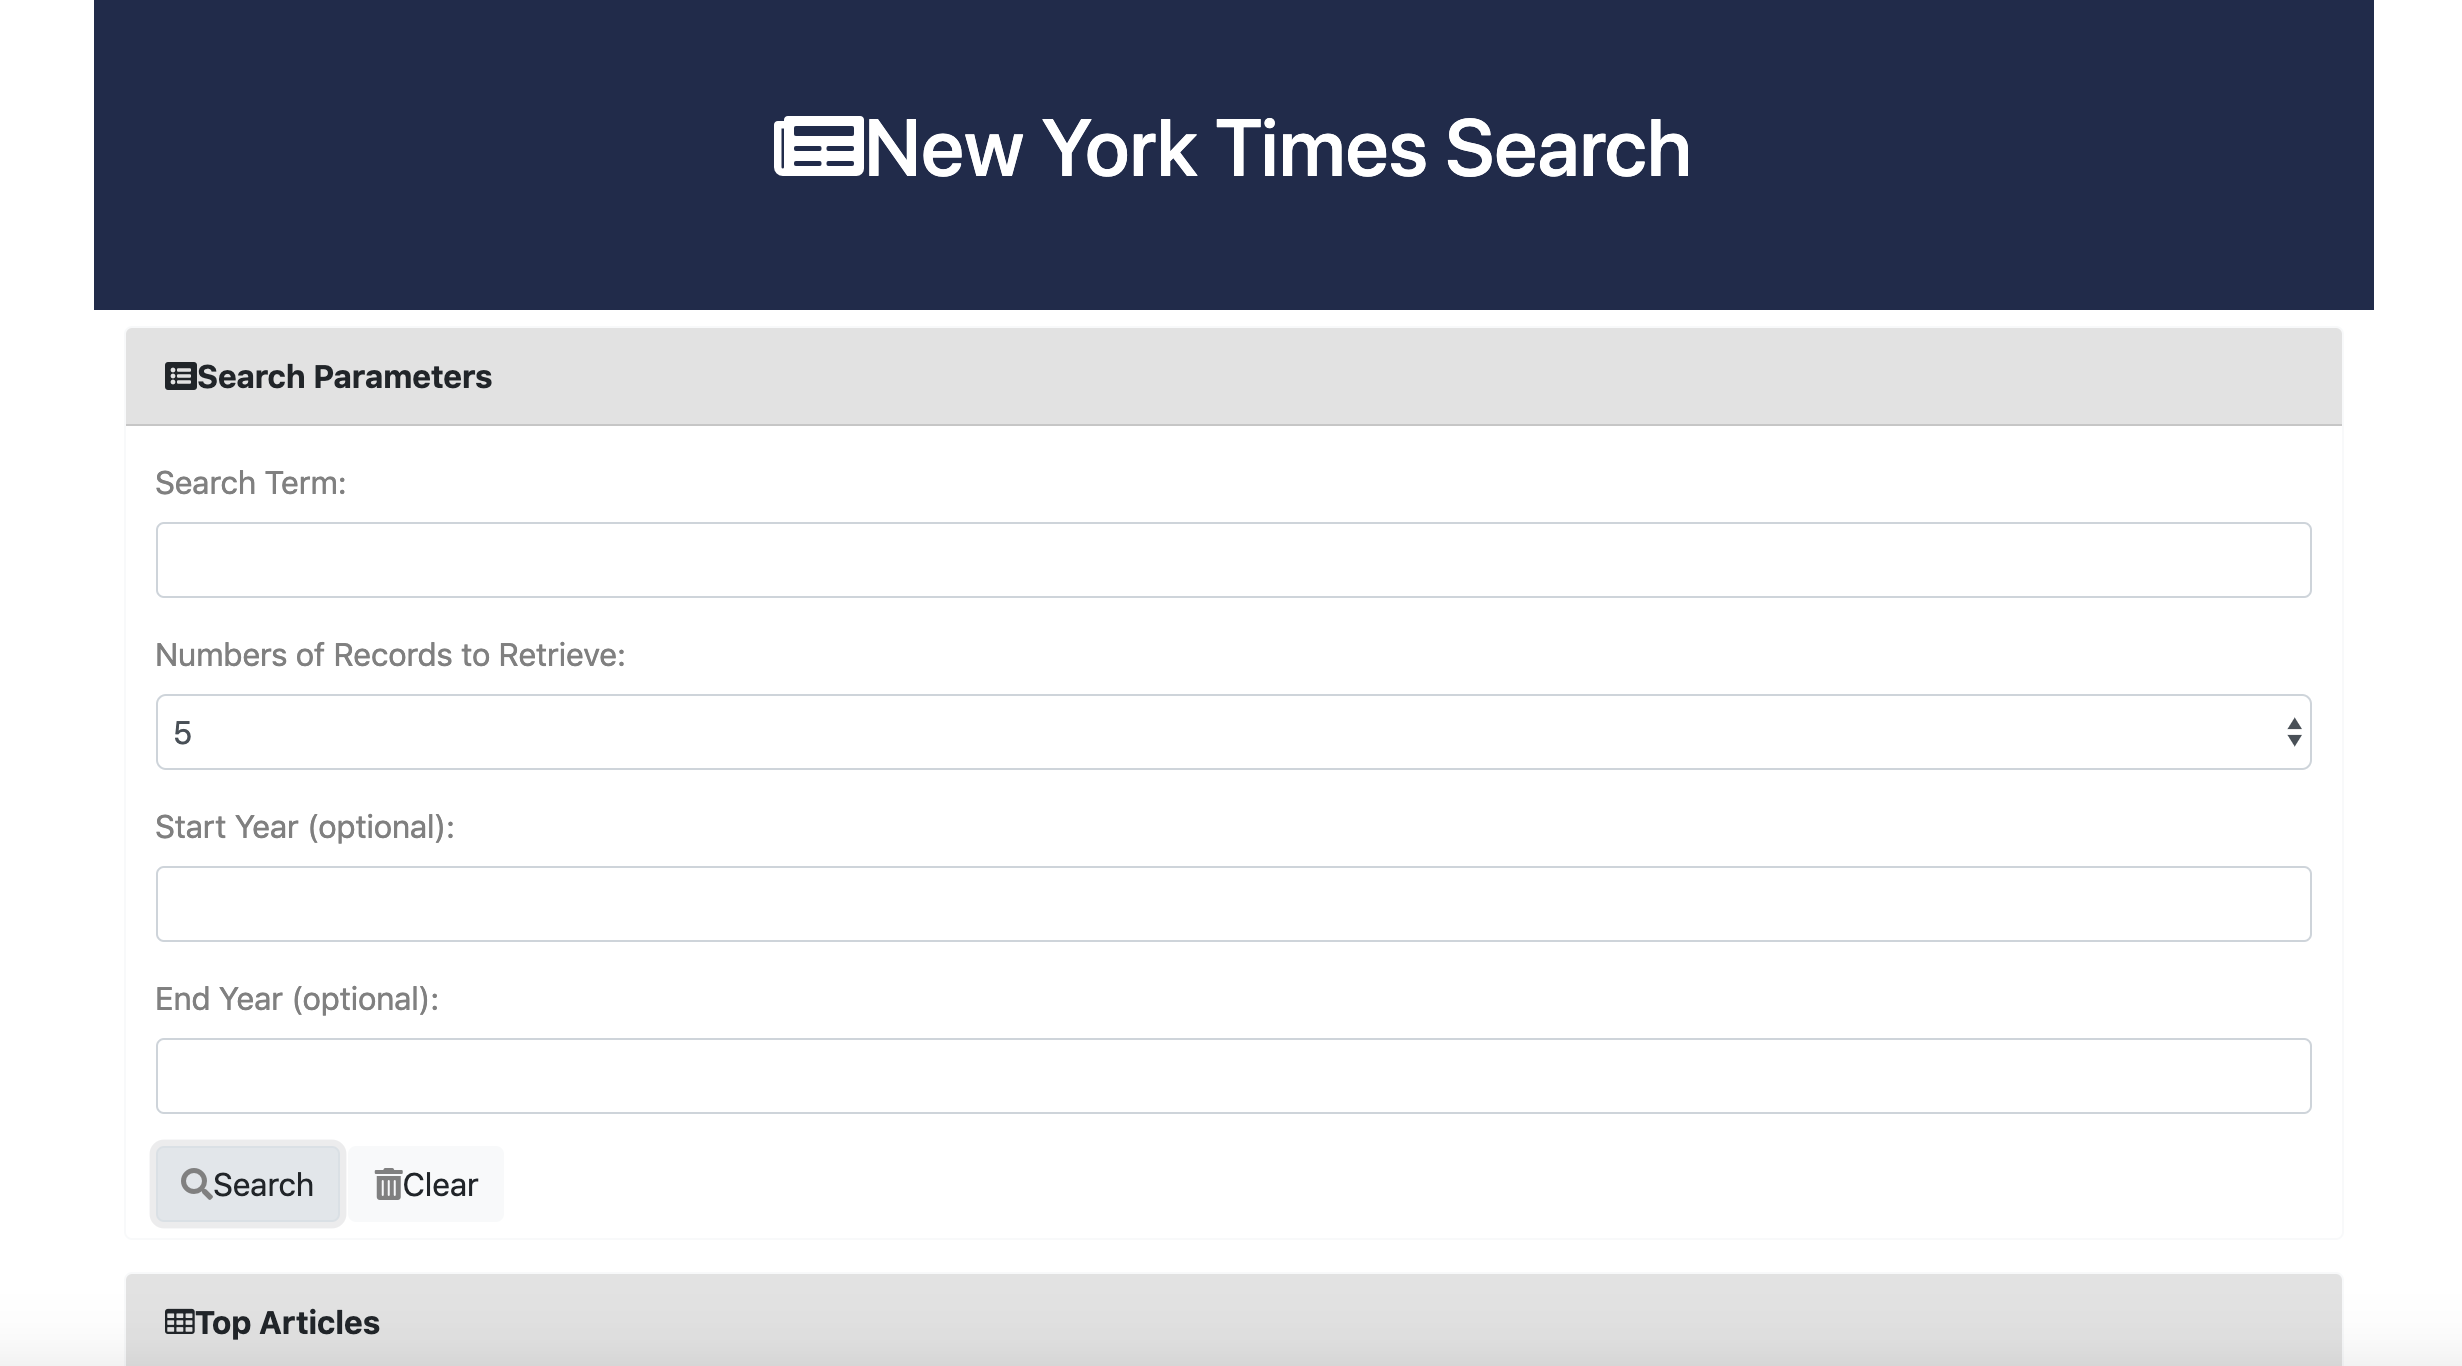 New York Times Search
Search Parameters
Search Term:
Numbers of Records to Retrieve:
5
Start Year (optional):
End Year (optional):
Search Clear
Top Articles